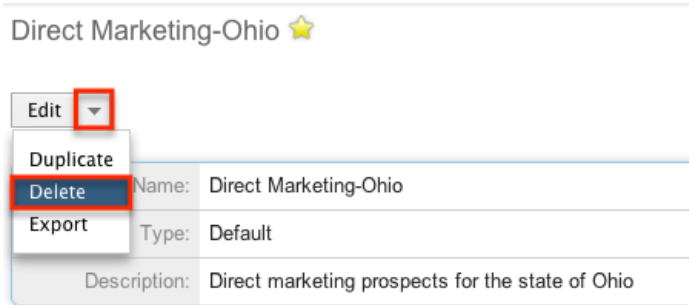 Direct Marketing-Ohio
Edit
Duplicate
Delete
Export
Name: Direct Marketing-Ohio
Type: Default
Description: Direct marketing prospects for the state of Ohio